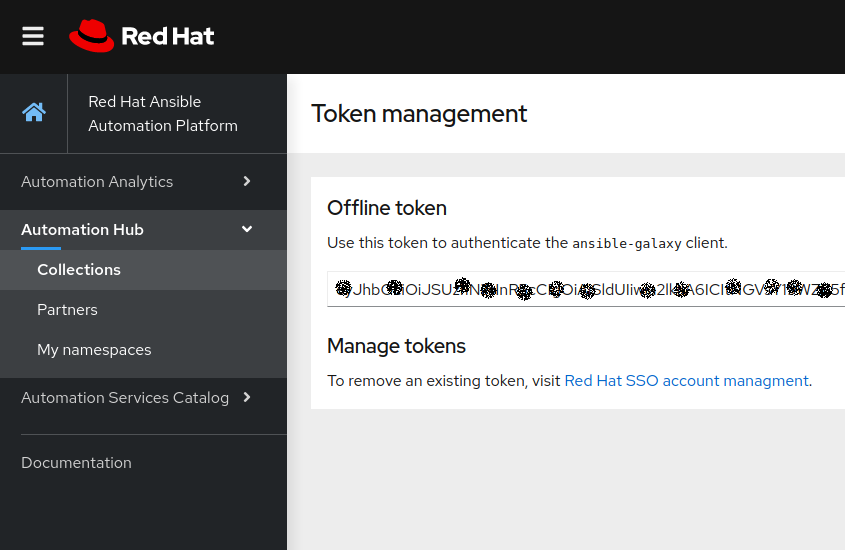 Red Hat
Red Hat Ansible
Automation Platform
Automation Analytics
Automation Hub
Collections
Partners
My namespaces
Automation Services Catalog
Documentation
Token management
Offline token
Use this token to authenticate the ansible-galaxy client.
Manage tokens
To remove an existing token, visit Red Hat SSO account managment.